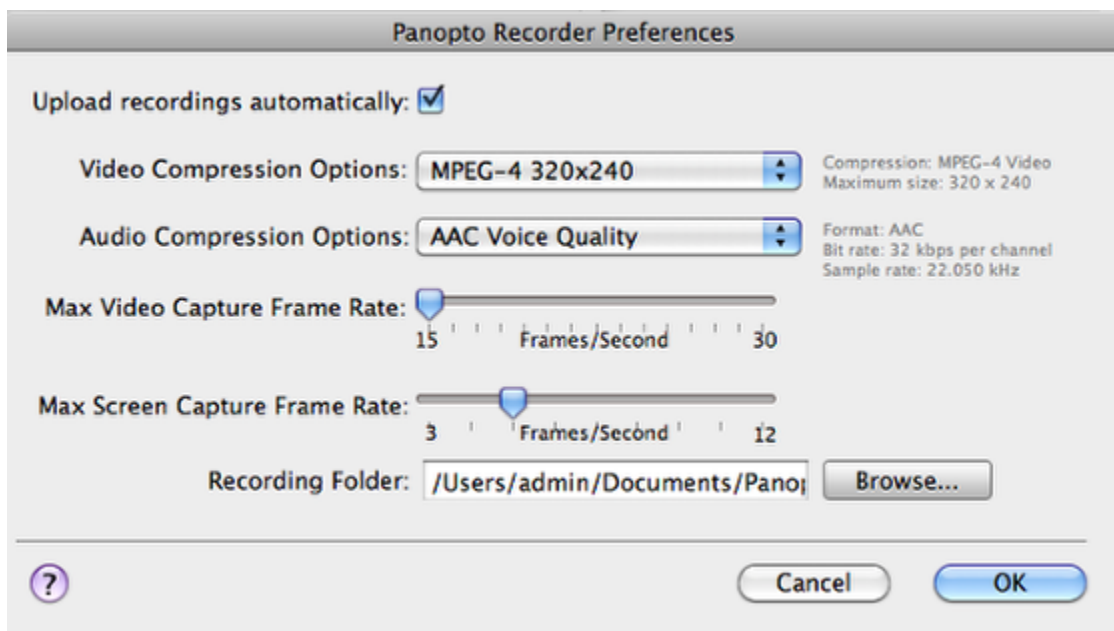 Panopto Recorder Preferences
Upload recordings automatically:
Video Compression Options: MPEG-4 320x240
Compression: MPEG-4 Video
Maximum size: 320 x 240
Audio Compression Options: AAC Voice Quality
Format: AAC
Bit rate: 32 kbps per channel
Sample rate: 22.050 kHz
Max Video Capture Frame Rate:
15 Frames/Second 30
Max Screen Capture Frame Rate:
3 Frames/Second 12
Recording Folder: /Users/admin/Documents/Panop Browse...
? Cancel OK